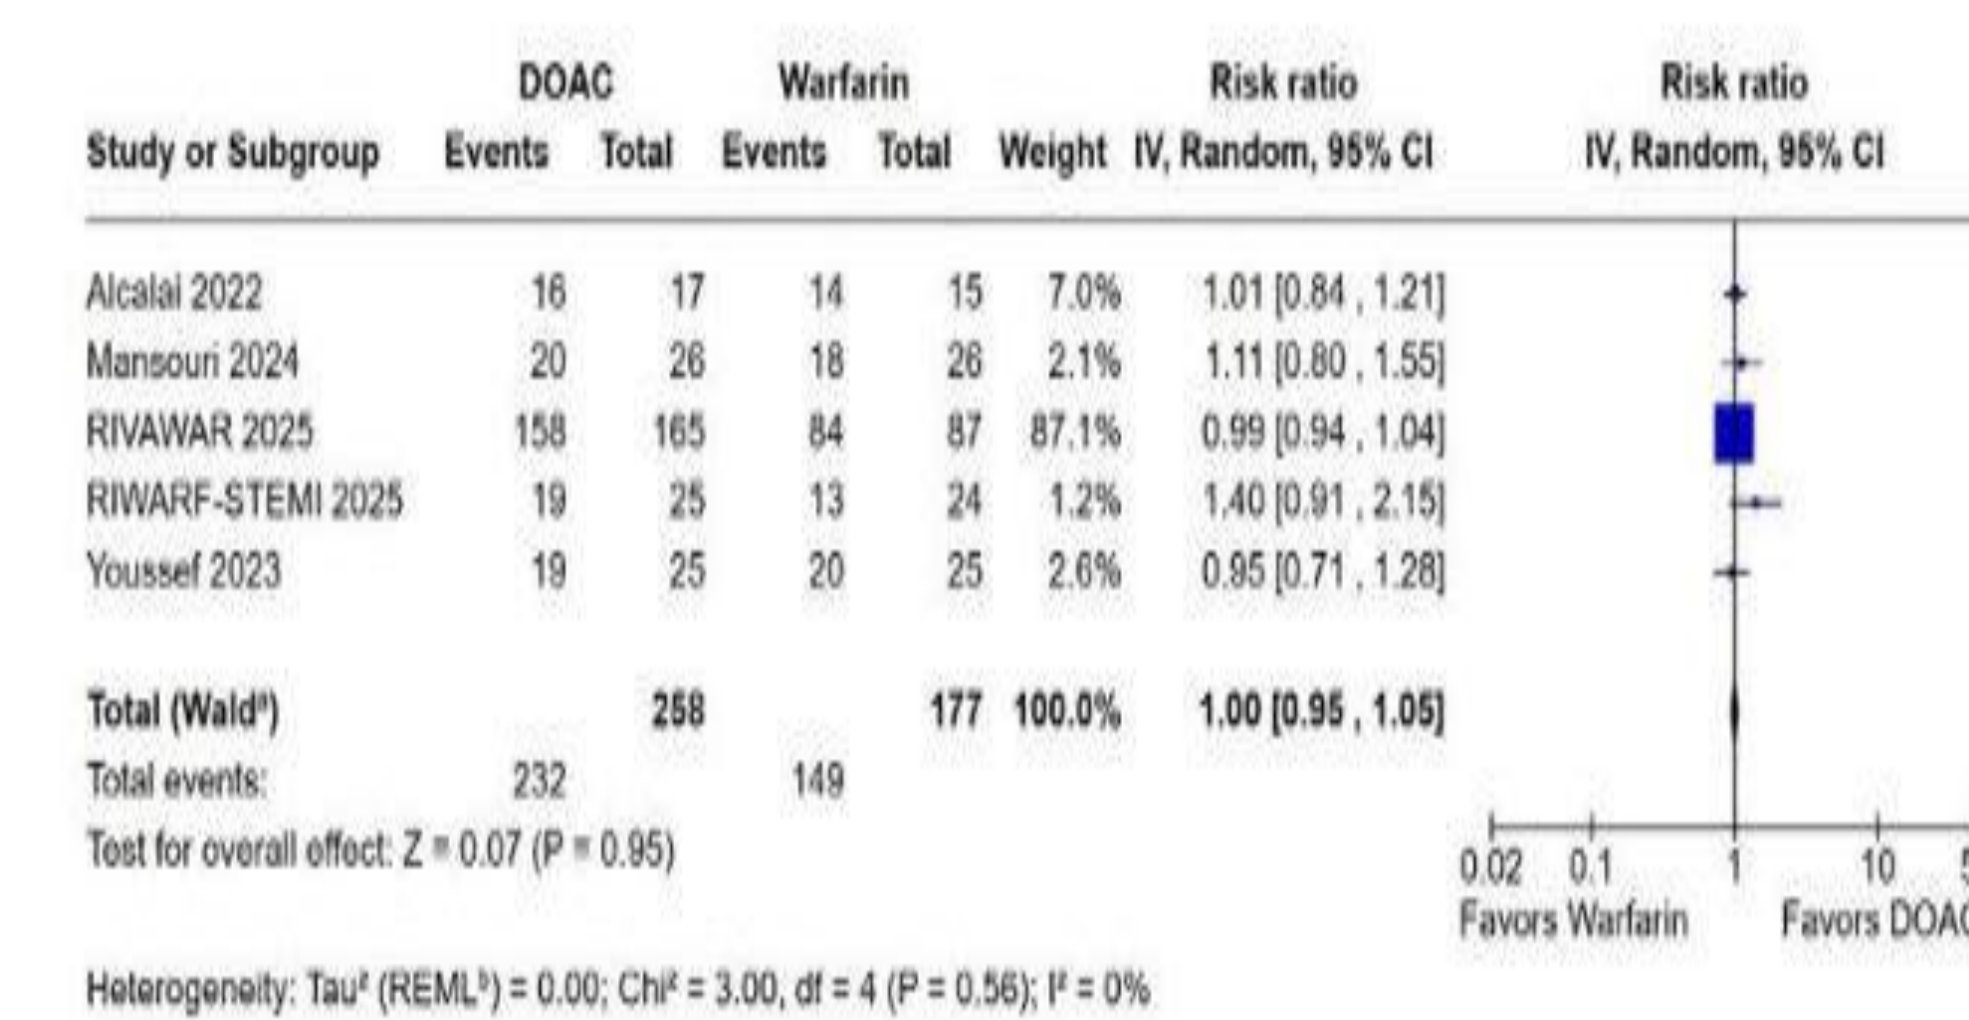 DOAC Warfarin Risk ratio Risk ratio
Study or Subgroup Events Total Events Total Weight IV, Random, 95% CI IV, Random, 95% CI
Alcalai 2022 16 17 14 15 7.0% 1.01 [0.84 , 1.21]
Mansouri 2024 20 26 18 26 2.1% 1.11 [0.80 , 1.55]
RIVAWAR 2025 158 165 84 87 87.1% 0.99 [0.94 , 1.04]
RIWARF-STEMI 2025 19 25 13 24 1.2% 1.40 [0.91 , 2.15]
Youssef 2023 19 25 20 25 2.6% 0.95 [0.71 , 1.28]
Total (Waldᵃ) 258 177 100.0% 1.00 [0.95 , 1.05]
Total events: 232 149
Test for overall effect: Z = 0.07 (P = 0.95)
0.02 0.1 1 10 5
Favors Warfarin Favors DOAC
Heterogeneity: Tau² (REMLᵇ) = 0.00; Chi² = 3.00, df = 4 (P = 0.56); I² = 0%